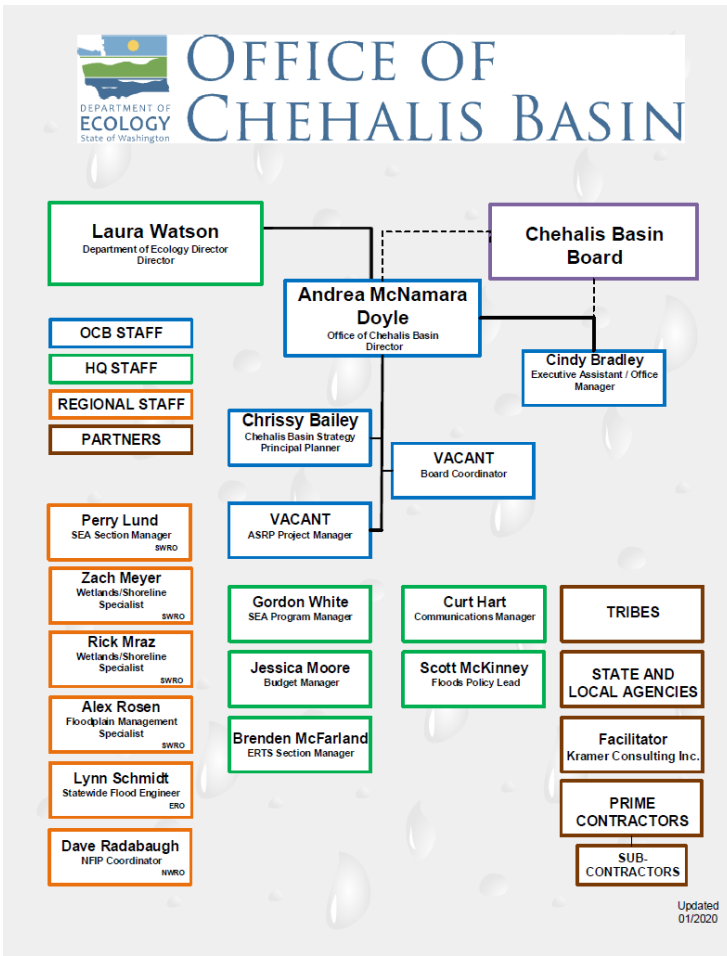 DEPARTMENT OF
ECOLOGY
State of Washington
OFFICE OF
CHEHALIS BASIN
Laura Watson
Department of Ecology Director
Director
Chehalis Basin
Board
Andrea McNamara
Doyle
Office of Chehalis Basin
Director
Cindy Bradley
Executive Assistant / Office
Manager
OCB STAFF
HQ STAFF
REGIONAL STAFF
PARTNERS
Chrissy Bailey
Chehalis Basin Strategy
Principal Planner
VACANT
Board Coordinator
VACANT
ASRP Project Manager
Perry Lund
SEA Section Manager
SWRO
Zach Meyer
Wetlands/Shoreline
Specialist
SWRO
Rick Mraz
Wetlands/Shoreline
Specialist
SWRO
Alex Rosen
Floodplain Management
Specialist
SWRO
Lynn Schmidt
Statewide Flood Engineer
ERO
Dave Radabaugh
NFIP Coordinator
NWRO
Gordon White
SEA Program Manager
Jessica Moore
Budget Manager
Brenden McFarland
ERTS Section Manager
Curt Hart
Communications Manager
Scott McKinney
Floods Policy Lead
TRIBES
STATE AND
LOCAL AGENCIES
Facilitator
Kramer Consulting Inc.
PRIME
CONTRACTORS
SUB-
CONTRACTORS
Updated
01/2020